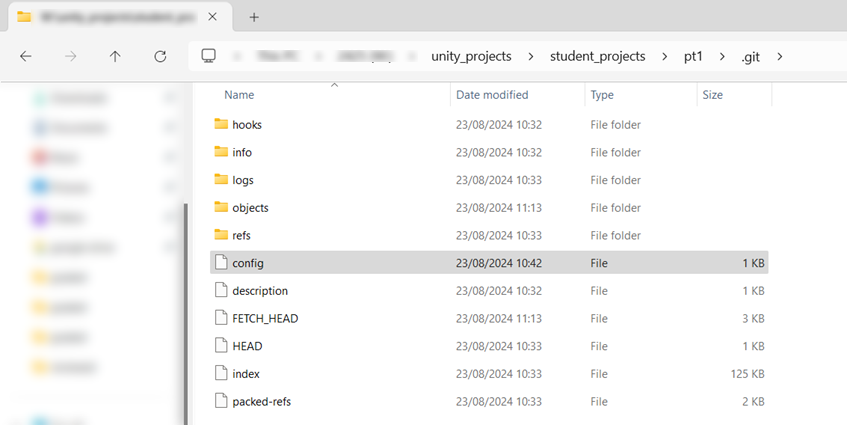 unity_projects > student_projects > pt1 > .git >
Name Date modified Type Size
hooks 23/08/2024 10:32 File folder
info 23/08/2024 10:32 File folder
logs 23/08/2024 10:33 File folder
objects 23/08/2024 11:13 File folder
refs 23/08/2024 10:33 File folder
config 23/08/2024 10:42 File 1 KB
description 23/08/2024 10:32 File 1 KB
FETCH_HEAD 23/08/2024 11:13 File 3 KB
HEAD 23/08/2024 10:33 File 1 KB
index 23/08/2024 10:33 File 125 KB
packed-refs 23/08/2024 10:33 File 2 KB